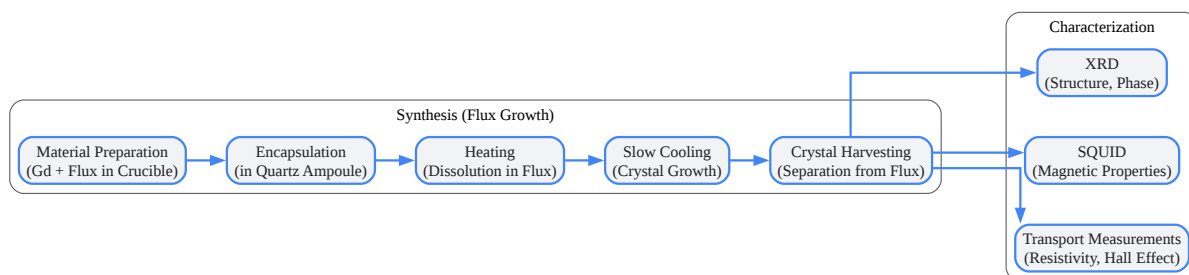 Characterization
XRD
(Structure, Phase)
Synthesis (Flux Growth)
Material Preparation
(Gd + Flux in Crucible)
Encapsulation
(in Quartz Ampoule)
Heating
(Dissolution in Flux)
Slow Cooling
(Crystal Growth)
Crystal Harvesting
(Separation from Flux)
SQUID
(Magnetic Properties)
Transport Measurements
(Resistivity, Hall Effect)